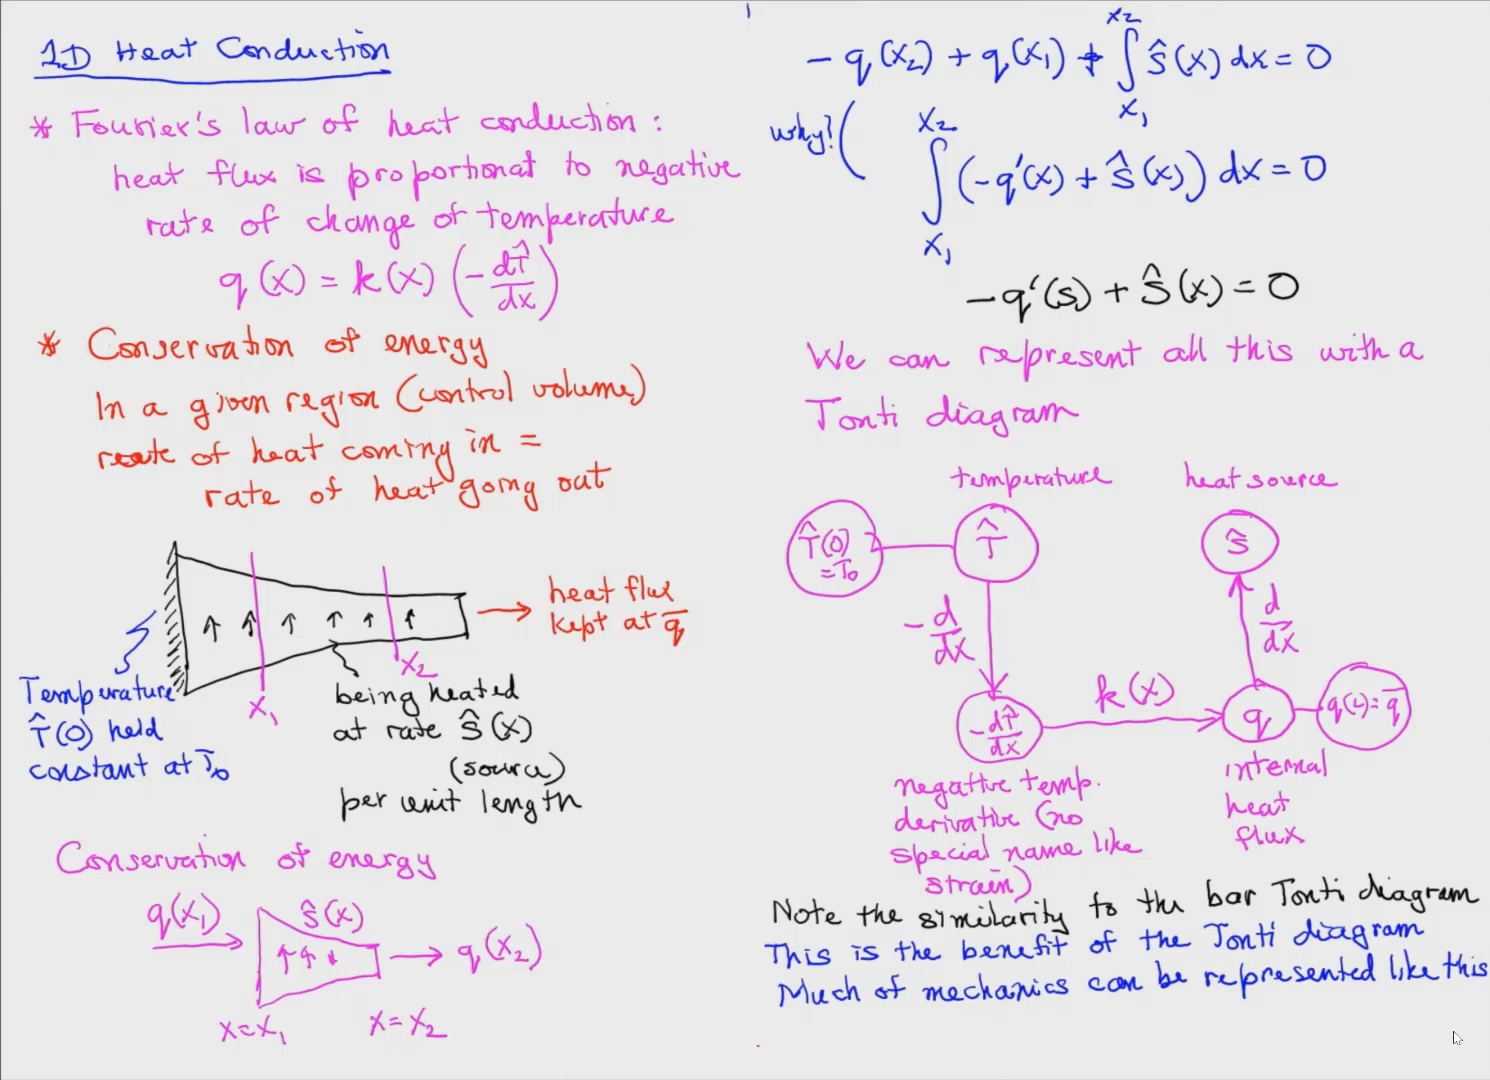 1D Heat Conduction
* Fourier's law of heat conduction:
heat flux is proportional to negative
rate of change of temperature
q(x) = k(x) (-dT̂/dx)
* Conservation of energy
In a given region (control volume)
rate of heat coming in =
rate of heat going out
heat flux
kept at q̄
x₁
x₂
Temperature
T̂(0) held
constant at T₀
being heated
at rate ŝ(x)
(source)
per unit length
Conservation of energy
q(x₁)
ŝ(x)
q(x₂)
x=x₁
x=x₂
-q(x₂) + q(x₁) + ∫x₁x₂ ŝ(x) dx = 0
why?
∫x₁x₂ (-q'(x) + ŝ(x)) dx = 0
-q'(s) + ŝ(x) = 0
We can represent all this with a
Tonti diagram
temperature
heat source
T̂(0)
=T₀
T̂
ŝ
-d/dx
d/dx
-dT̂/dx
k(x)
q
q(L)=q̄
negative temp.
derivative (no
special name like
strain)
internal
heat
flux
Note the similarity to the bar Tonti diagram
This is the benefit of the Tonti diagram
Much of mechanics can be represented like this